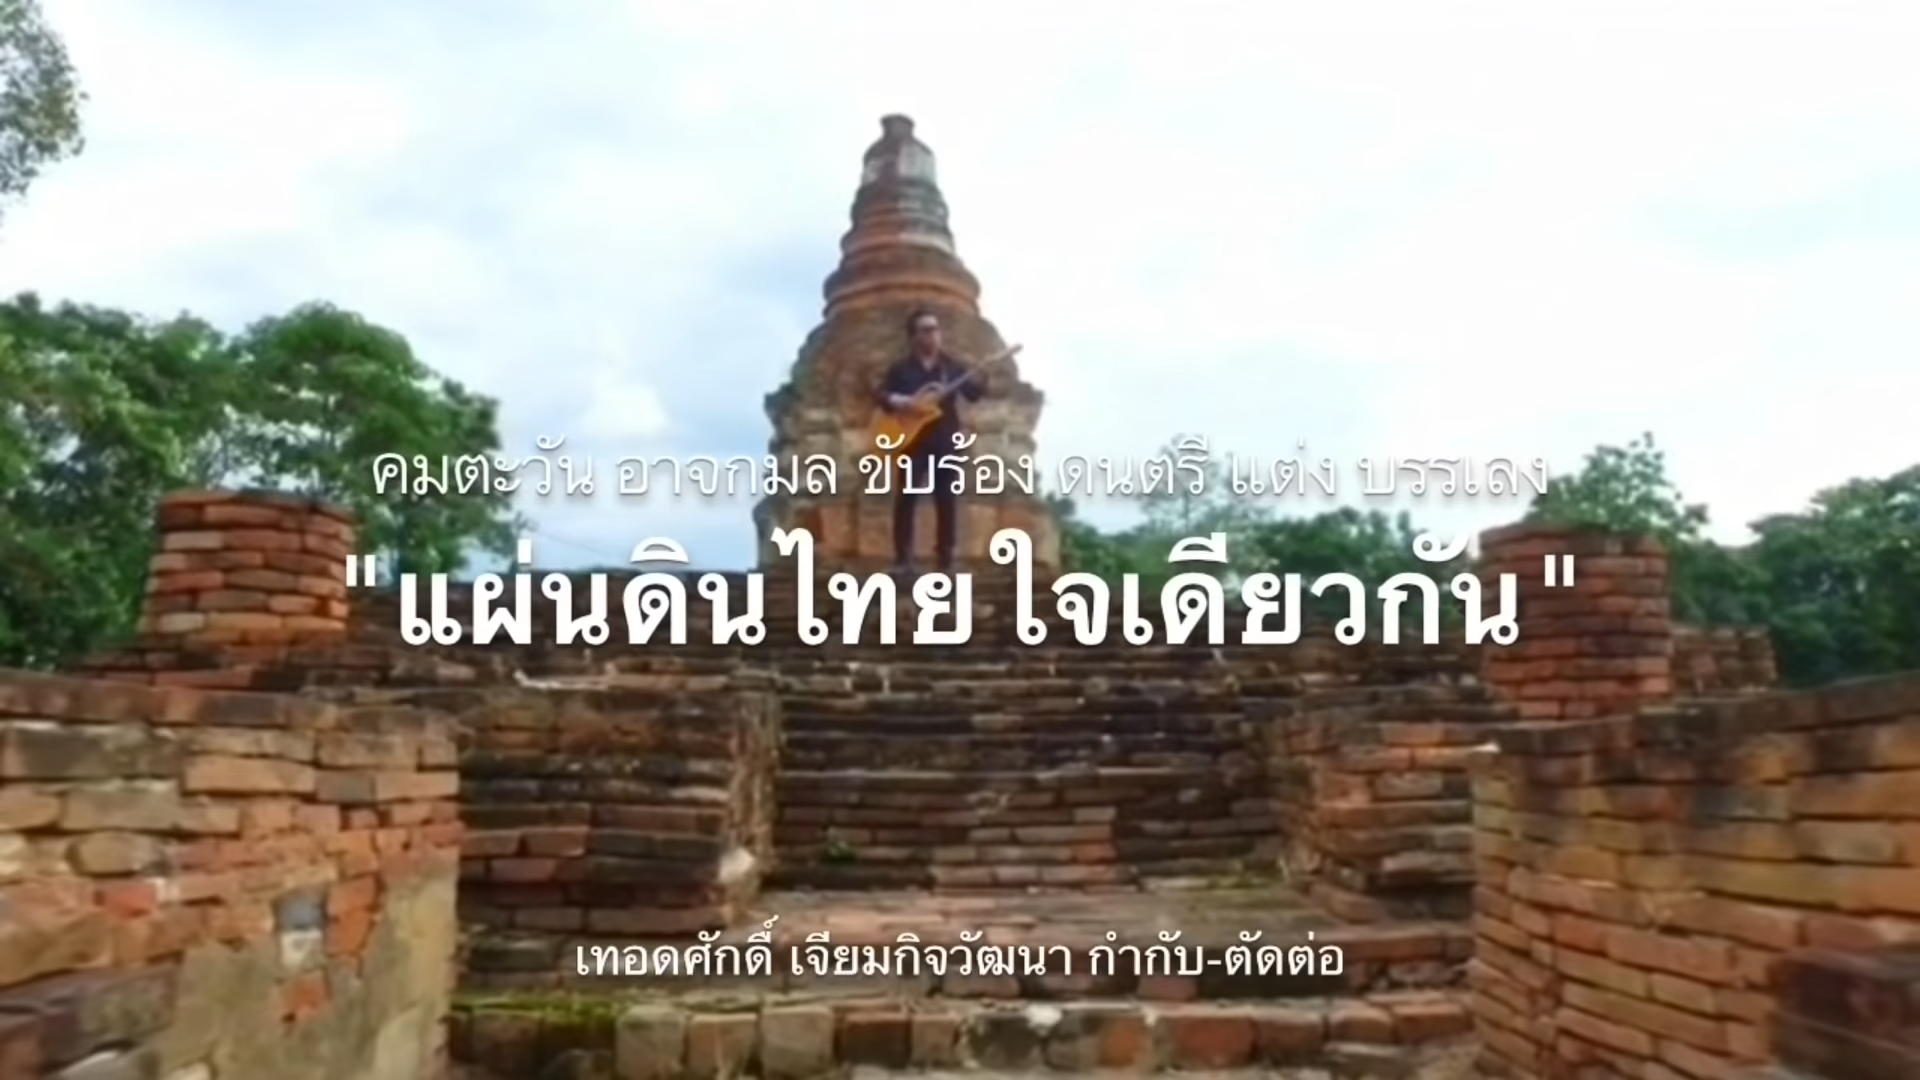 คมตะวัน อาจกมล ขับร้อง ดนตรี แต่ง บรรเลง
"แผ่นดินไทย ใจเดียวกัน"
เทอดศักดิ์ เจียมกิจวัฒนา กำกับ-ตัดต่อ